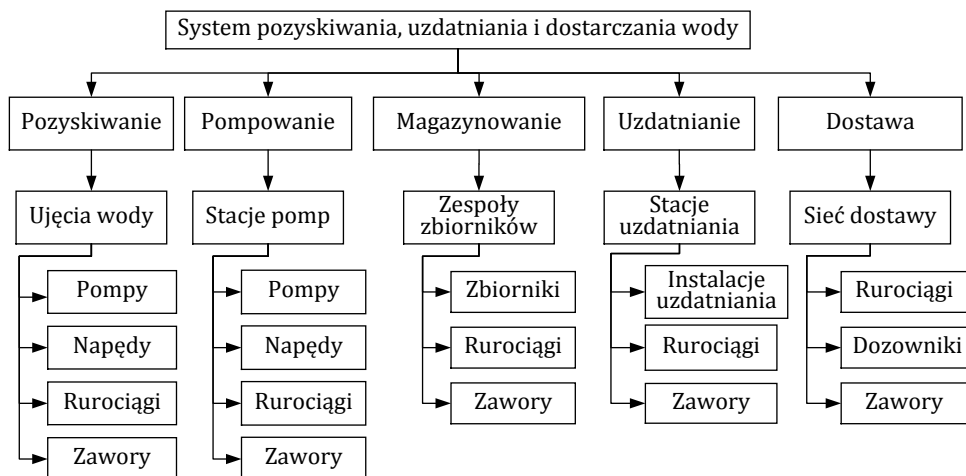 System pozyskiwania, uzdatniania i dostarczania wody
Pozyskiwanie
Pompowanie
Magazynowanie
Uzdatnianie
Dostawa
Ujęcia wody
Stacje pomp
Zespoły
zbiorników
Stacje
uzdatniania
Sieć dostawy
Pompy
Napędy
Rurociągi
Zawory
Pompy
Napędy
Rurociągi
Zawory
Zbiorniki
Rurociągi
Zawory
Instalacje
uzdatniania
Rurociągi
Zawory
Rurociągi
Dozowniki
Zawory